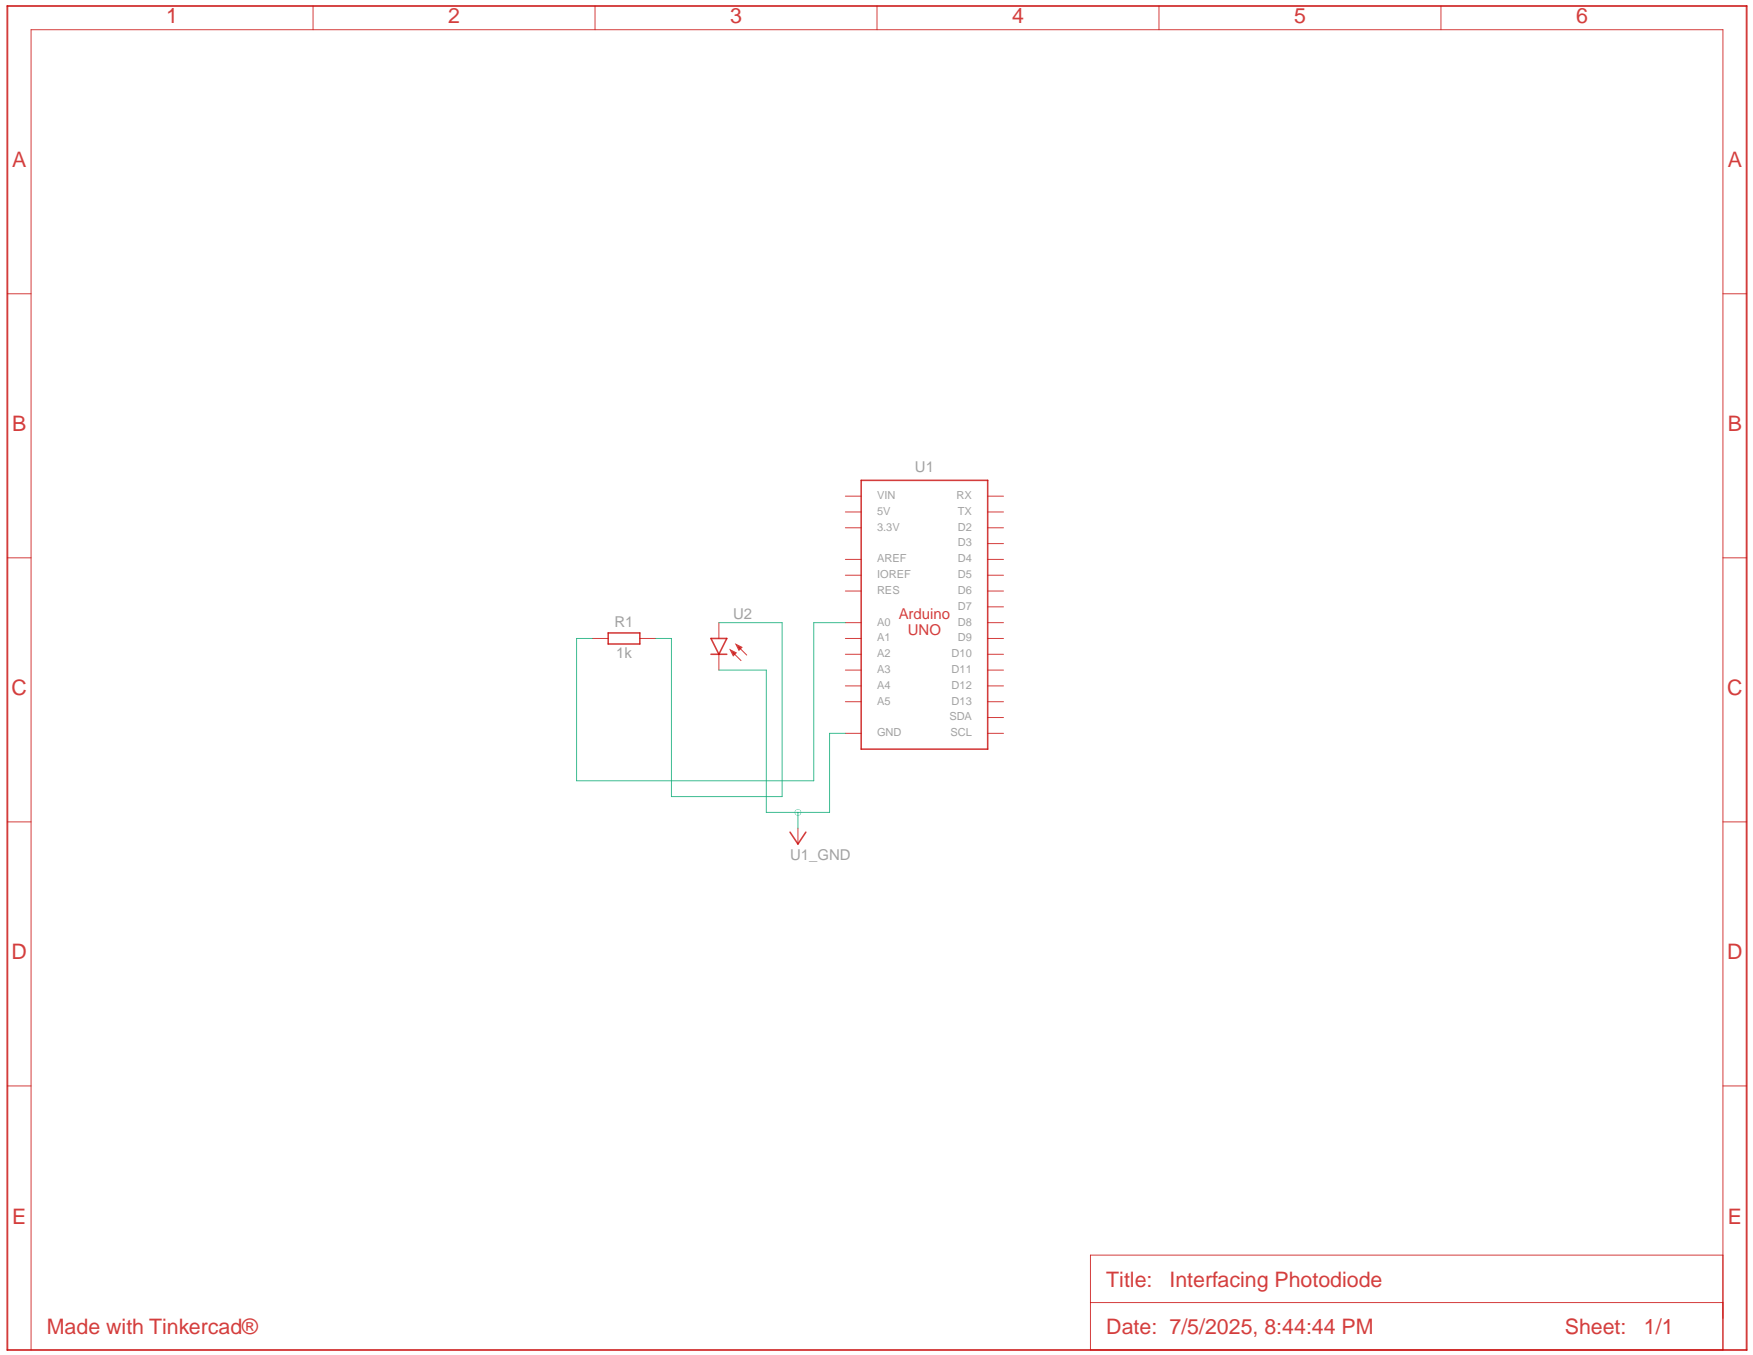 1 2 3 4 5 6
A A
B B
U1
VIN RX
5V TX
3.3V D2
D3
AREF D4
IOREF D5
RES D6
D7
Arduino
UNO
A0 D8
A1 D9
A2 D10
A3 D11
A4 D12
A5 D13
SDA
GND SCL
R1
1k
U2
C C
U1_GND
D D
E E
Title: Interfacing Photodiode
Date: 7/5/2025, 8:44:44 PM Sheet: 1/1
Made with Tinkercad®